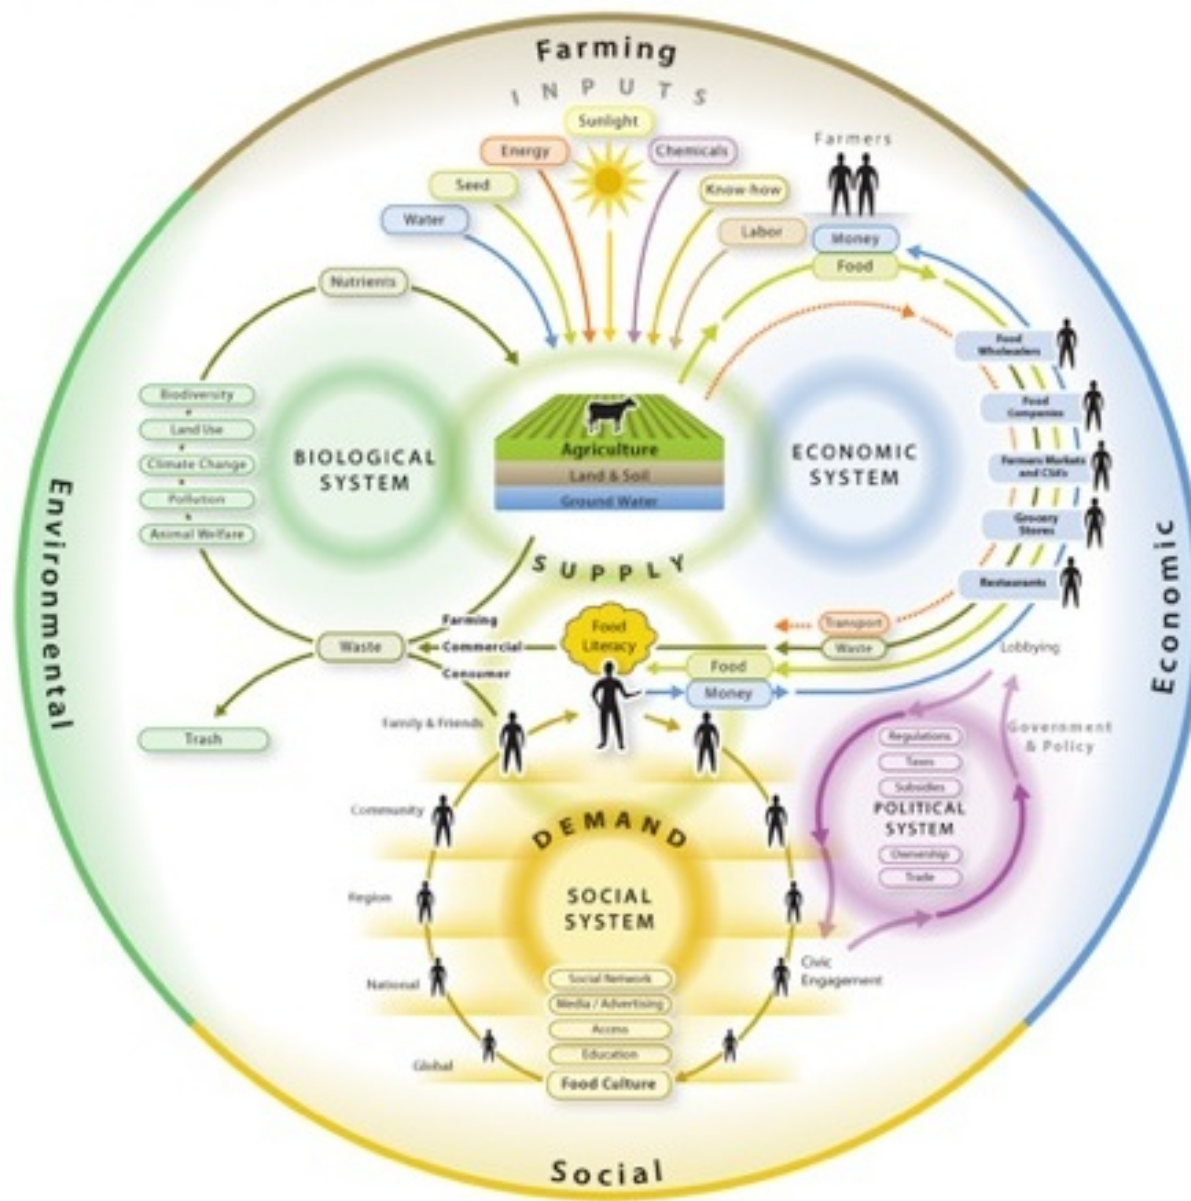 Farming
INPUTS
Sunlight
Energy
Chemicals
Seed
Know-how
Water
Labor
Farmers
Money
Food
Nutrients
Food
Wholealers
Food
Companies
Farmers Markets
and CSA's
Grocery
Stores
Restaurants
Biodiversity
Land Use
Climate Change
Pollution
Animal Welfare
BIOLOGICAL
SYSTEM
Agriculture
Land & Soil
Ground Water
ECONOMIC
SYSTEM
SUPPLY
Environmental
Economic
Farming
Commercial
Consumer
Waste
Trash
Food
Literacy
Transport
Waste
Food
Money
Lobbying
Government
& Policy
Family & Friends
Community
Region
National
Global
DEMAND
SOCIAL
SYSTEM
Social Network
Media / Advertising
Access
Education
Food Culture
Regulations
Taxes
Subsidies
POLITICAL
SYSTEM
Ownership
Trade
Civic
Engagement
Social